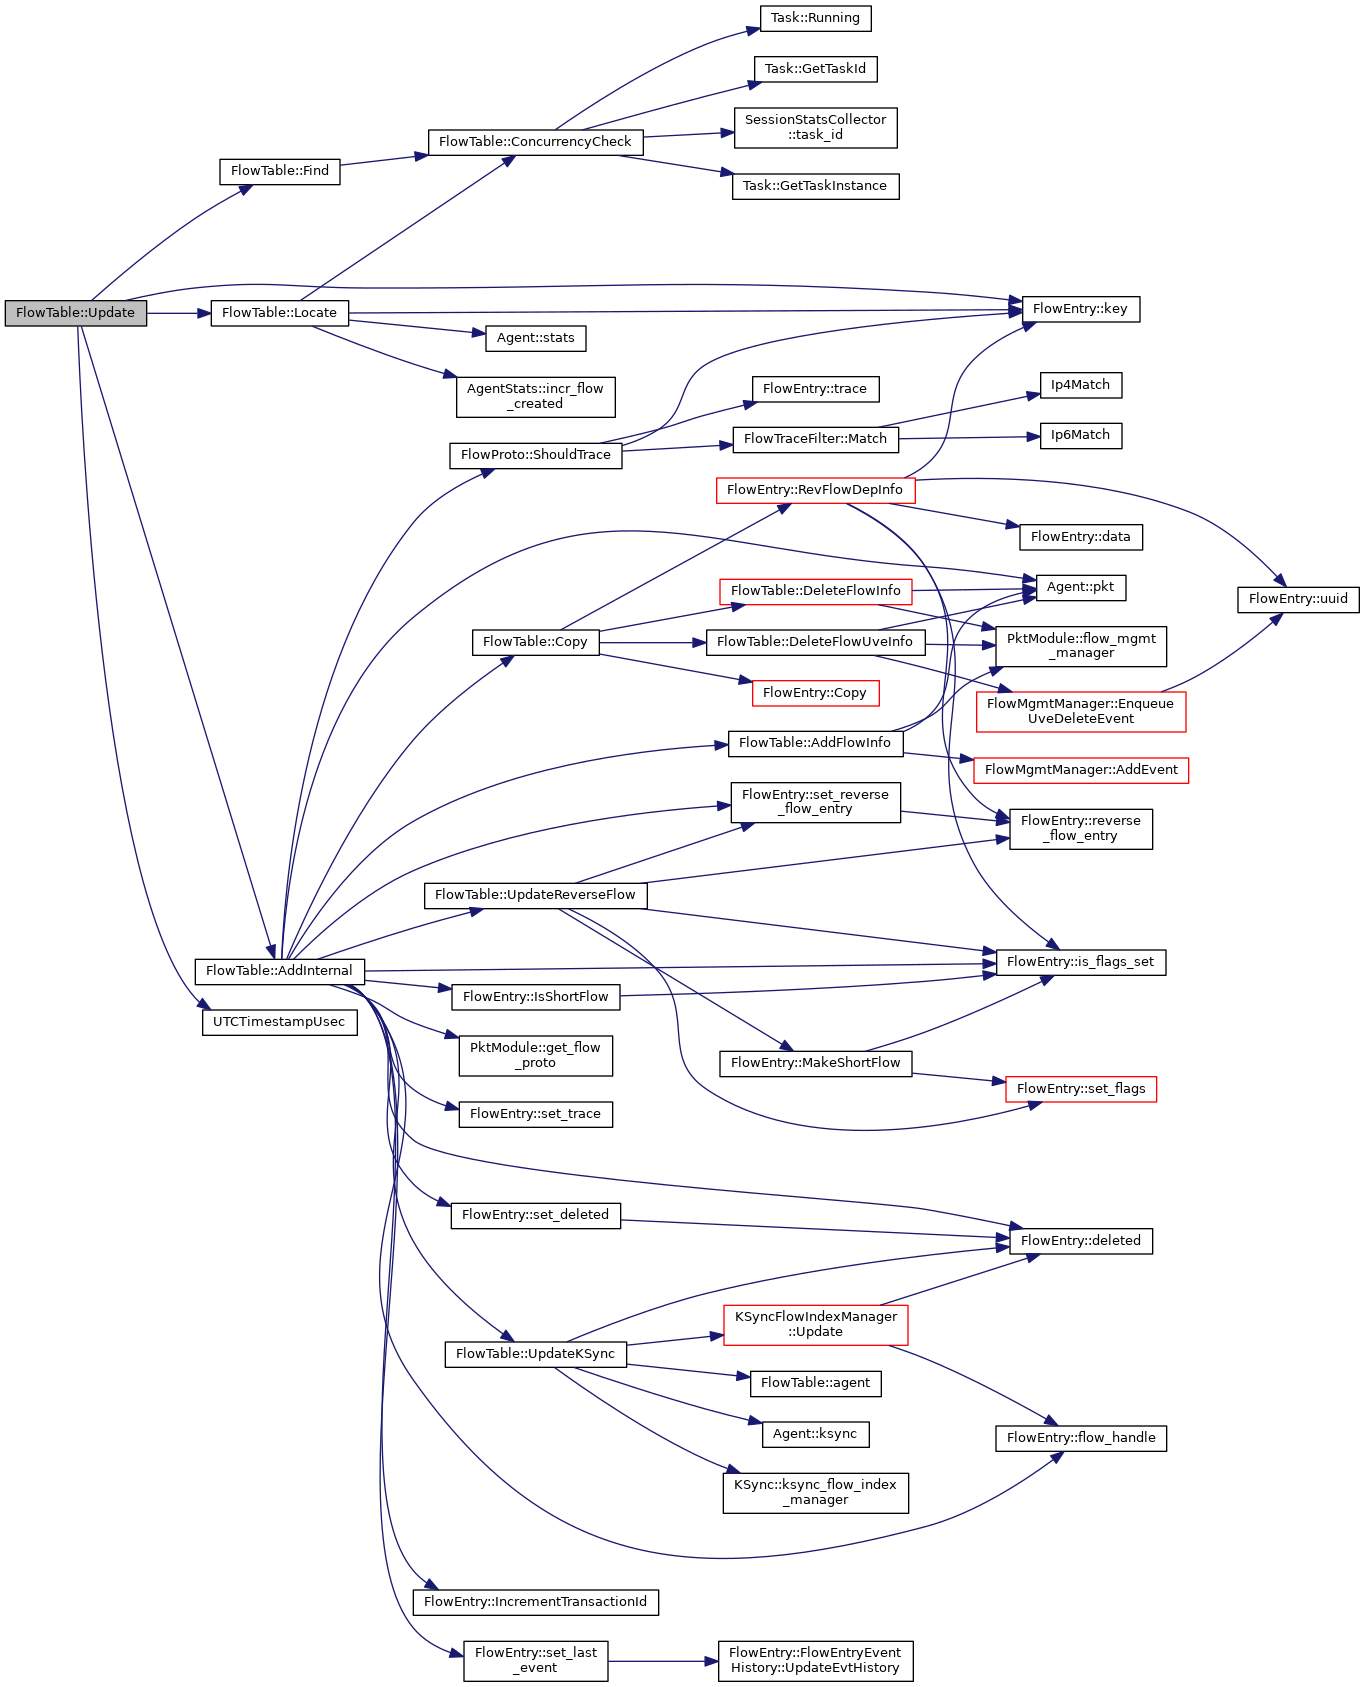 Task::Running
Task::GetTaskId
SessionStatsCollector
::task_id
FlowTable::ConcurrencyCheck
FlowTable::Find
Task::GetTaskInstance
FlowTable::Update
FlowTable::Locate
FlowEntry::key
Agent::stats
AgentStats::incr_flow
_created
FlowEntry::trace
Ip4Match
FlowTraceFilter::Match
Ip6Match
FlowProto::ShouldTrace
FlowEntry::RevFlowDepInfo
FlowEntry::data
FlowTable::DeleteFlowInfo
Agent::pkt
FlowEntry::uuid
FlowTable::Copy
FlowTable::DeleteFlowUveInfo
PktModule::flow_mgmt
_manager
FlowEntry::Copy
FlowMgmtManager::Enqueue
UveDeleteEvent
FlowTable::AddFlowInfo
FlowMgmtManager::AddEvent
FlowEntry::set_reverse
_flow_entry
FlowEntry::reverse
_flow_entry
FlowTable::UpdateReverseFlow
FlowTable::AddInternal
FlowEntry::is_flags_set
FlowEntry::IsShortFlow
UTCTimestampUsec
PktModule::get_flow
_proto
FlowEntry::MakeShortFlow
FlowEntry::set_flags
FlowEntry::set_trace
FlowEntry::set_deleted
FlowEntry::deleted
KSyncFlowIndexManager
::Update
FlowTable::UpdateKSync
FlowTable::agent
Agent::ksync
FlowEntry::flow_handle
KSync::ksync_flow_index
_manager
FlowEntry::IncrementTransactionId
FlowEntry::set_last
_event
FlowEntry::FlowEntryEvent
History::UpdateEvtHistory